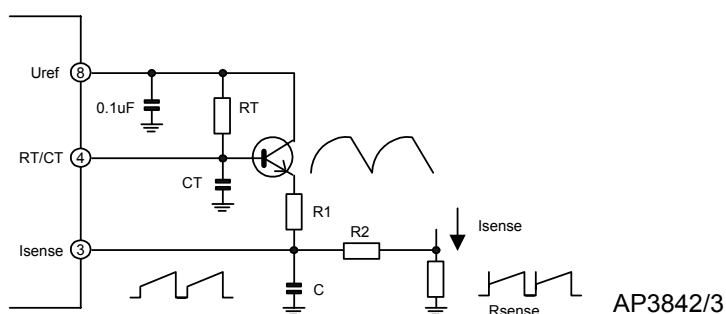 Uref 8
0.1uF
RT
RT/CT 4
CT
R1
Isense
R2
Isense 3
C
Rsense
AP3842/3